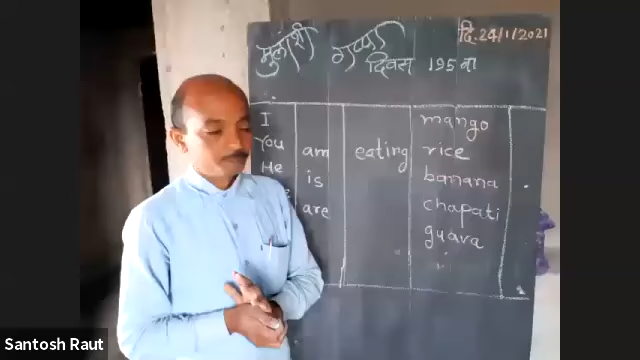 दि. 24/1/2021
मुलांशी गप्पा
दिवस 195 वा
I
You
He
am
is
are
eating
mango
rice
banana
chapati
guava
Santosh Raut